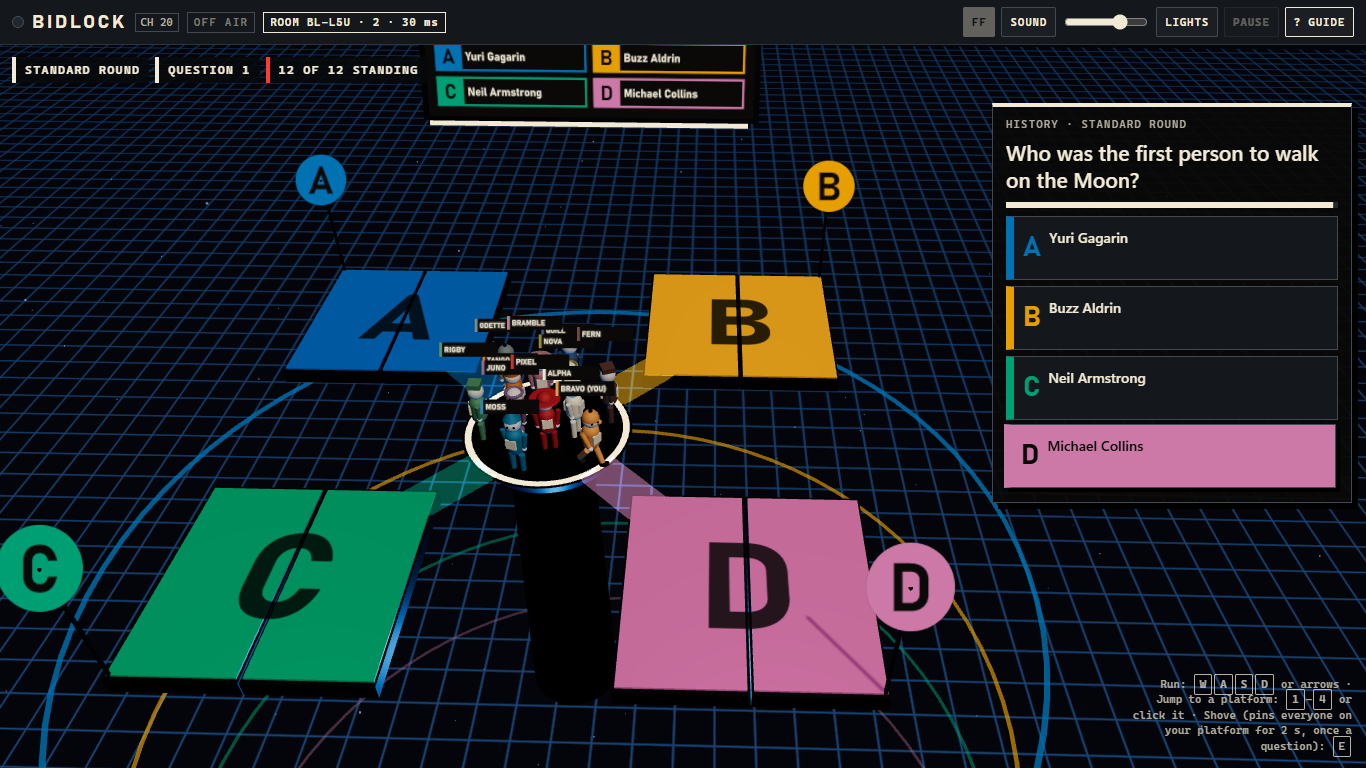 BIDLOCK
CH 20
OFF AIR
ROOM BL-L5U · 2 · 30 ms
FF
SOUND
LIGHTS
PAUSE
? GUIDE
STANDARD ROUND
QUESTION 1
12 OF 12 STANDING
A Yuri Gagarin
B Buzz Aldrin
C Neil Armstrong
D Michael Collins
HISTORY · STANDARD ROUND
Who was the first person to walk
on the Moon?
A Yuri Gagarin
B Buzz Aldrin
C Neil Armstrong
D Michael Collins
A
B
A
B
ODETTE
BRAMBLE
FERN
NOVA
RIGBY
PIXEL
JUNO
ALPHA
BRAVO (YOU)
MOSS
C
D
C
D
Run: W A S D or arrows ·
Jump to a platform: 1 - 4 or
click it · Shove (pins everyone on
your platform for 2 s, once a
question): E